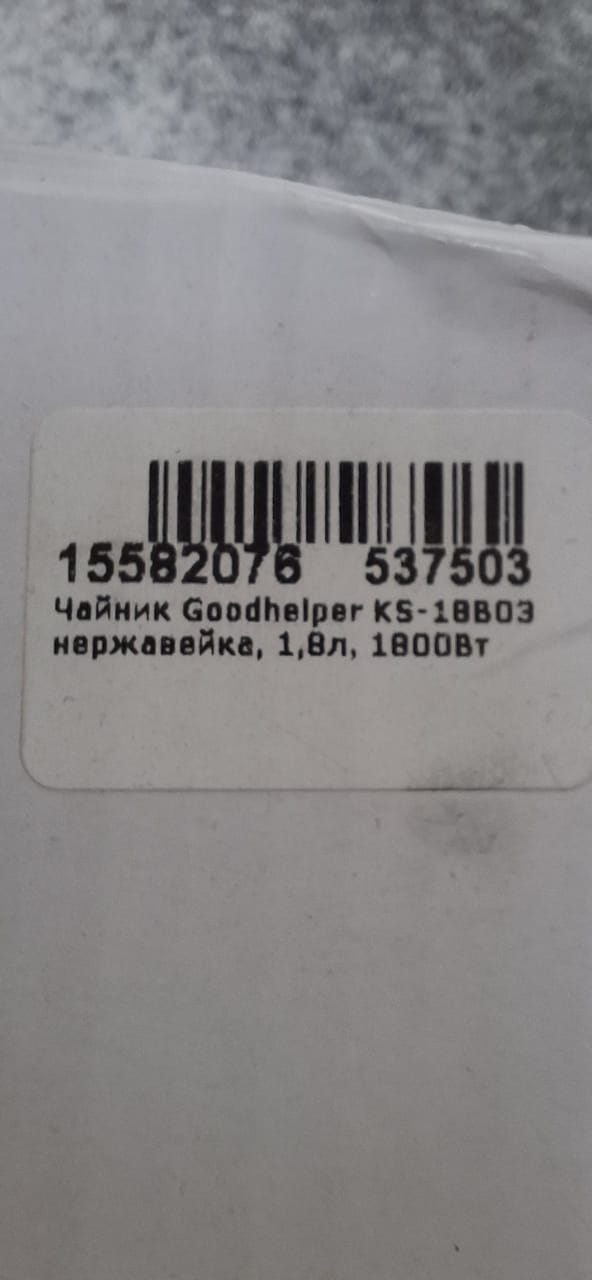 15582076 537503
Чайник Goodhelper KS-18B03
нержавейка, 1,8л, 1800Вт